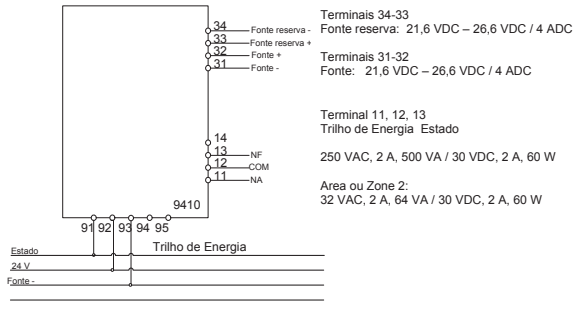 34 Fonte reserva -
33 Fonte reserva +
32 Fonte +
31 Fonte -
14
13 NF
12 COM
11 NA
9410
91 92 93 94 95
Trilho de Energia
Estado
24 V
Fonte -
Terminais 34-33
Fonte reserva: 21,6 VDC – 26,6 VDC / 4 ADC
Terminais 31-32
Fonte: 21,6 VDC – 26,6 VDC / 4 ADC
Terminal 11, 12, 13
Trilho de Energia Estado
250 VAC, 2 A, 500 VA / 30 VDC, 2 A, 60 W
Area ou Zone 2:
32 VAC, 2 A, 64 VA / 30 VDC, 2 A, 60 W